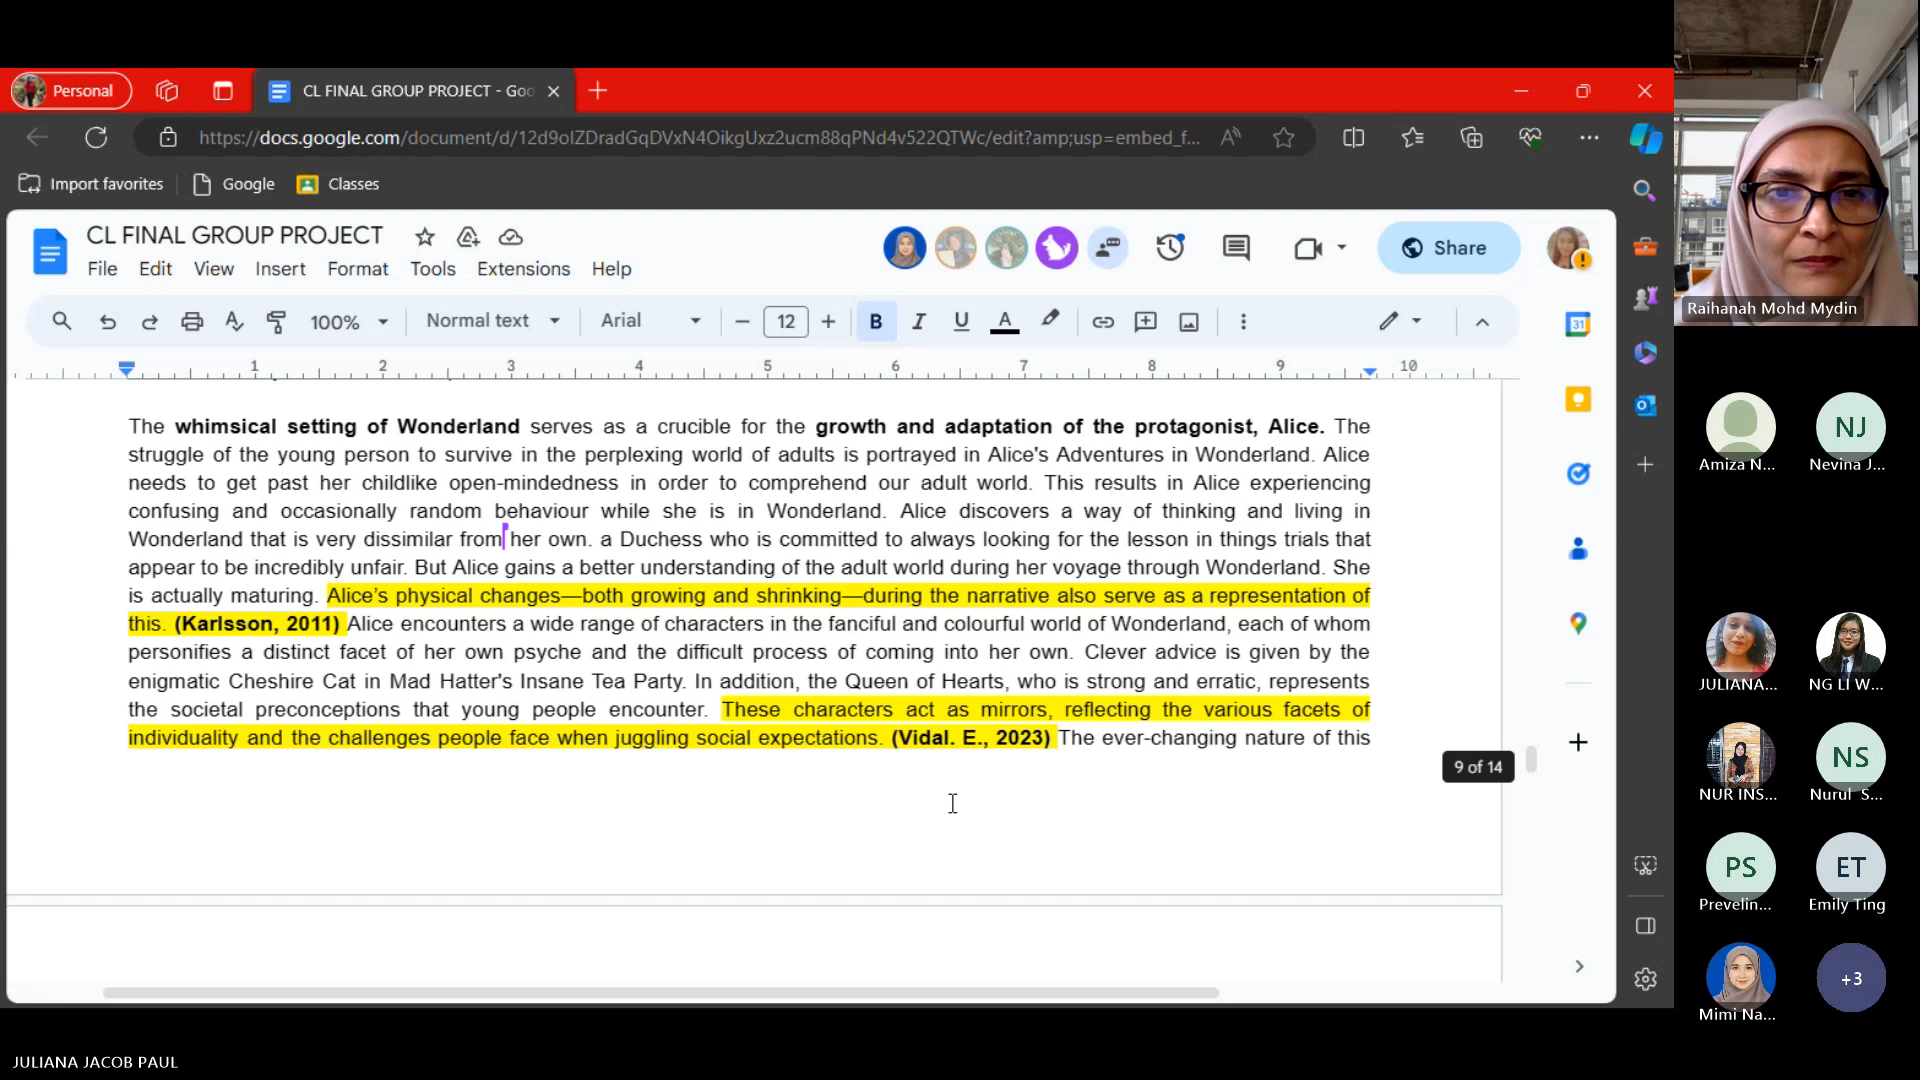 Personal
CL FINAL GROUP PROJECT - Goo
https://docs.google.com/document/d/12d9olZDradGqDVxN4OikgUxz2ucm88qPNd4v522QTWc/edit?amp;usp=embed_f...
Import favorites
Google
Classes
CL FINAL GROUP PROJECT
File Edit View Insert Format Tools Extensions Help
Share
100%
Normal text
Arial
12
B I U A
31
1 2 3 4 5 6 7 8 9 10
The whimsical setting of Wonderland serves as a crucible for the growth and adaptation of the protagonist, Alice. The
struggle of the young person to survive in the perplexing world of adults is portrayed in Alice's Adventures in Wonderland. Alice
needs to get past her childlike open-mindedness in order to comprehend our adult world. This results in Alice experiencing
confusing and occasionally random behaviour while she is in Wonderland. Alice discovers a way of thinking and living in
Wonderland that is very dissimilar from her own. a Duchess who is committed to always looking for the lesson in things trials that
appear to be incredibly unfair. But Alice gains a better understanding of the adult world during her voyage through Wonderland. She
is actually maturing. Alice’s physical changes—both growing and shrinking—during the narrative also serve as a representation of
this. (Karlsson, 2011) Alice encounters a wide range of characters in the fanciful and colourful world of Wonderland, each of whom
personifies a distinct facet of her own psyche and the difficult process of coming into her own. Clever advice is given by the
enigmatic Cheshire Cat in Mad Hatter's Insane Tea Party. In addition, the Queen of Hearts, who is strong and erratic, represents
the societal preconceptions that young people encounter. These characters act as mirrors, reflecting the various facets of
individuality and the challenges people face when juggling social expectations. (Vidal. E., 2023) The ever-changing nature of this
9 of 14
Raihanah Mohd Mydin
Amiza N...
NJ
Nevina J...
JULIANA...
NG LI W...
NUR INS...
NS
Nurul S...
PS
Prevelin...
ET
Emily Ting
Mimi Na...
+3
JULIANA JACOB PAUL